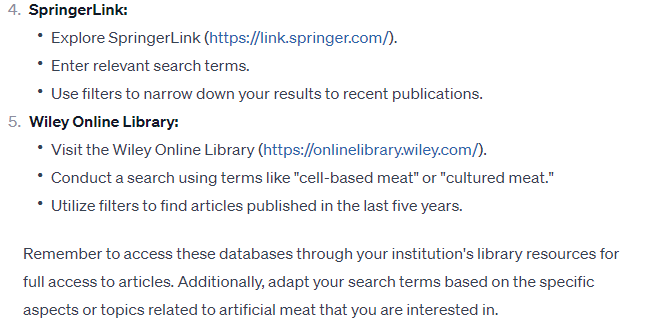 4. SpringerLink:
• Explore SpringerLink (https://link.springer.com/).
• Enter relevant search terms.
• Use filters to narrow down your results to recent publications.
5. Wiley Online Library:
• Visit the Wiley Online Library (https://onlinelibrary.wiley.com/).
• Conduct a search using terms like "cell-based meat" or "cultured meat."
• Utilize filters to find articles published in the last five years.
Remember to access these databases through your institution's library resources for
full access to articles. Additionally, adapt your search terms based on the specific
aspects or topics related to artificial meat that you are interested in.